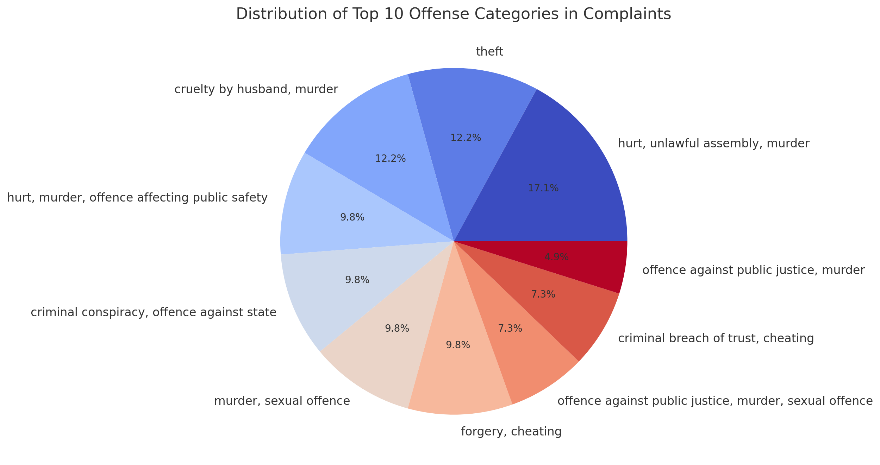 Distribution of Top 10 Offense Categories in Complaints
theft
cruelty by husband, murder
hurt, unlawful assembly, murder
12.2%
12.2%
17.1%
hurt, murder, offence affecting public safety
9.8%
4.9%
offence against public justice, murder
9.8%
7.3%
criminal conspiracy, offence against state
9.8%
7.3%
criminal breach of trust, cheating
9.8%
murder, sexual offence
offence against public justice, murder, sexual offence
forgery, cheating